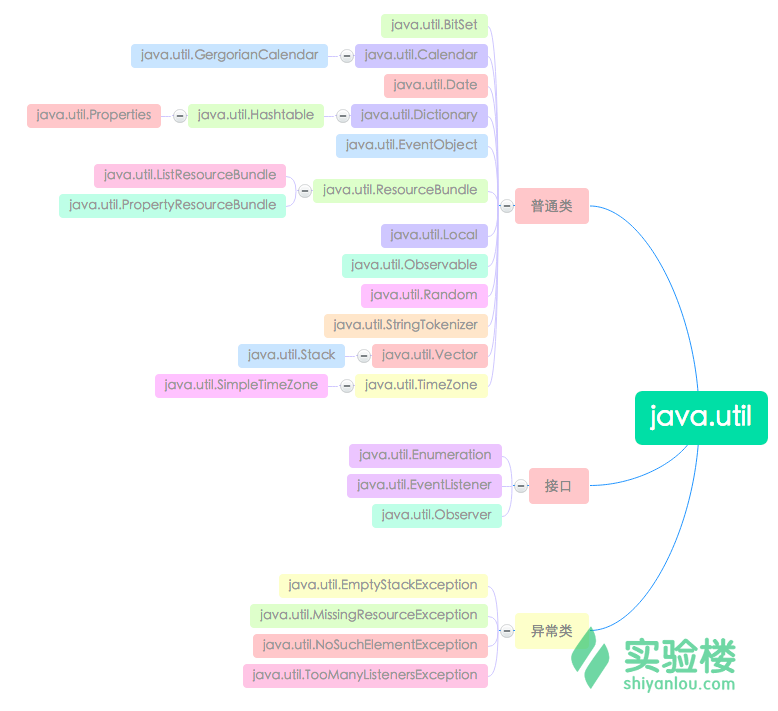 java.util.BitSet
java.util.GergorianCalendar java.util.Calendar
java.util.Date
java.util.Properties java.util.Hashtable java.util.Dictionary
java.util.EventObject
java.util.ListResourceBundle
java.util.ResourceBundle
java.util.PropertyResourceBundle
普通类
java.util.Local
java.util.Observable
java.util.Random
java.util.StringTokenizer
java.util.Stack java.util.Vector
java.util.SimpleTimeZone java.util.TimeZone
java.util
java.util.Enumeration
java.util.EventListener
接口
java.util.Observer
java.util.EmptyStackException
java.util.MissingResourceException
异常类
java.util.NoSuchElementException
java.util.TooManyListenersException
实验楼
shiyanlou.com